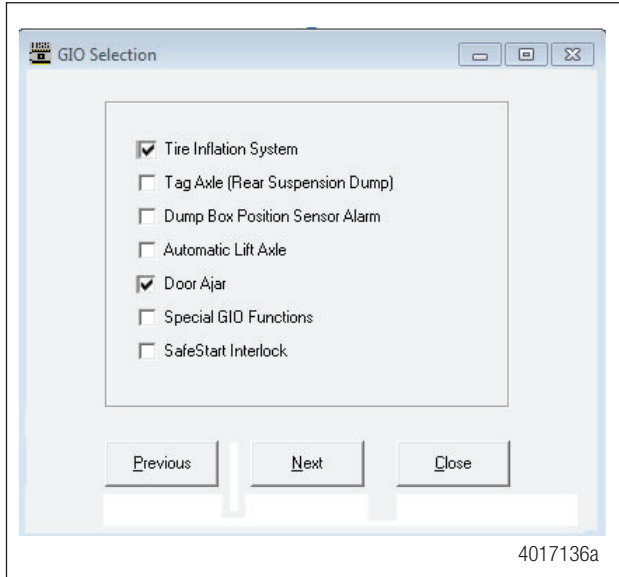 GIO Selection
Tire Inflation System
Tag Axle (Rear Suspension Dump)
Dump Box Position Sensor Alarm
Automatic Lift Axle
Door Ajar
Special GIO Functions
SafeStart Interlock
Previous Next Close
4017136a